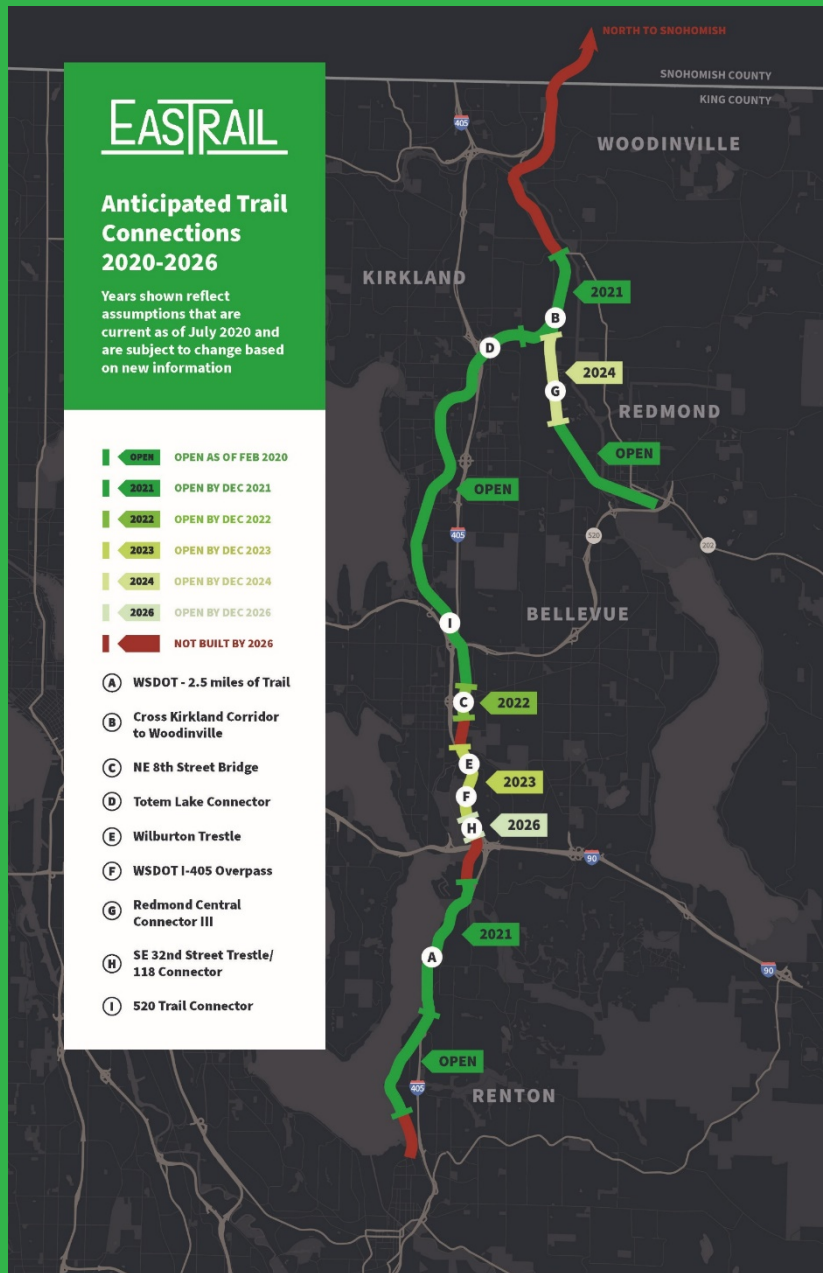 EASTRAIL
Anticipated Trail
Connections
2020-2026
Years shown reflect
assumptions that are
current as of July 2020 and
are subject to change based
on new information
OPEN OPEN AS OF FEB 2020
2021 OPEN BY DEC 2021
2022 OPEN BY DEC 2022
2023 OPEN BY DEC 2023
2024 OPEN BY DEC 2024
2026 OPEN BY DEC 2026
NOT BUILT BY 2026
A WSDOT - 2.5 miles of Trail
B Cross Kirkland Corridor
to Woodinville
C NE 8th Street Bridge
D Totem Lake Connector
E Wilburton Trestle
F WSDOT I-405 Overpass
G Redmond Central
Connector III
H SE 32nd Street Trestle/
118 Connector
I 520 Trail Connector
NORTH TO SNOHOMISH
SNOHOMISH COUNTY
KING COUNTY
405
WOODINVILLE
KIRKLAND
2021
B
D
2024
G
REDMOND
OPEN
OPEN
405
520
202
BELLEVUE
I
C
2022
E
2023
F
H
2026
90
2021
A
90
OPEN
405
RENTON